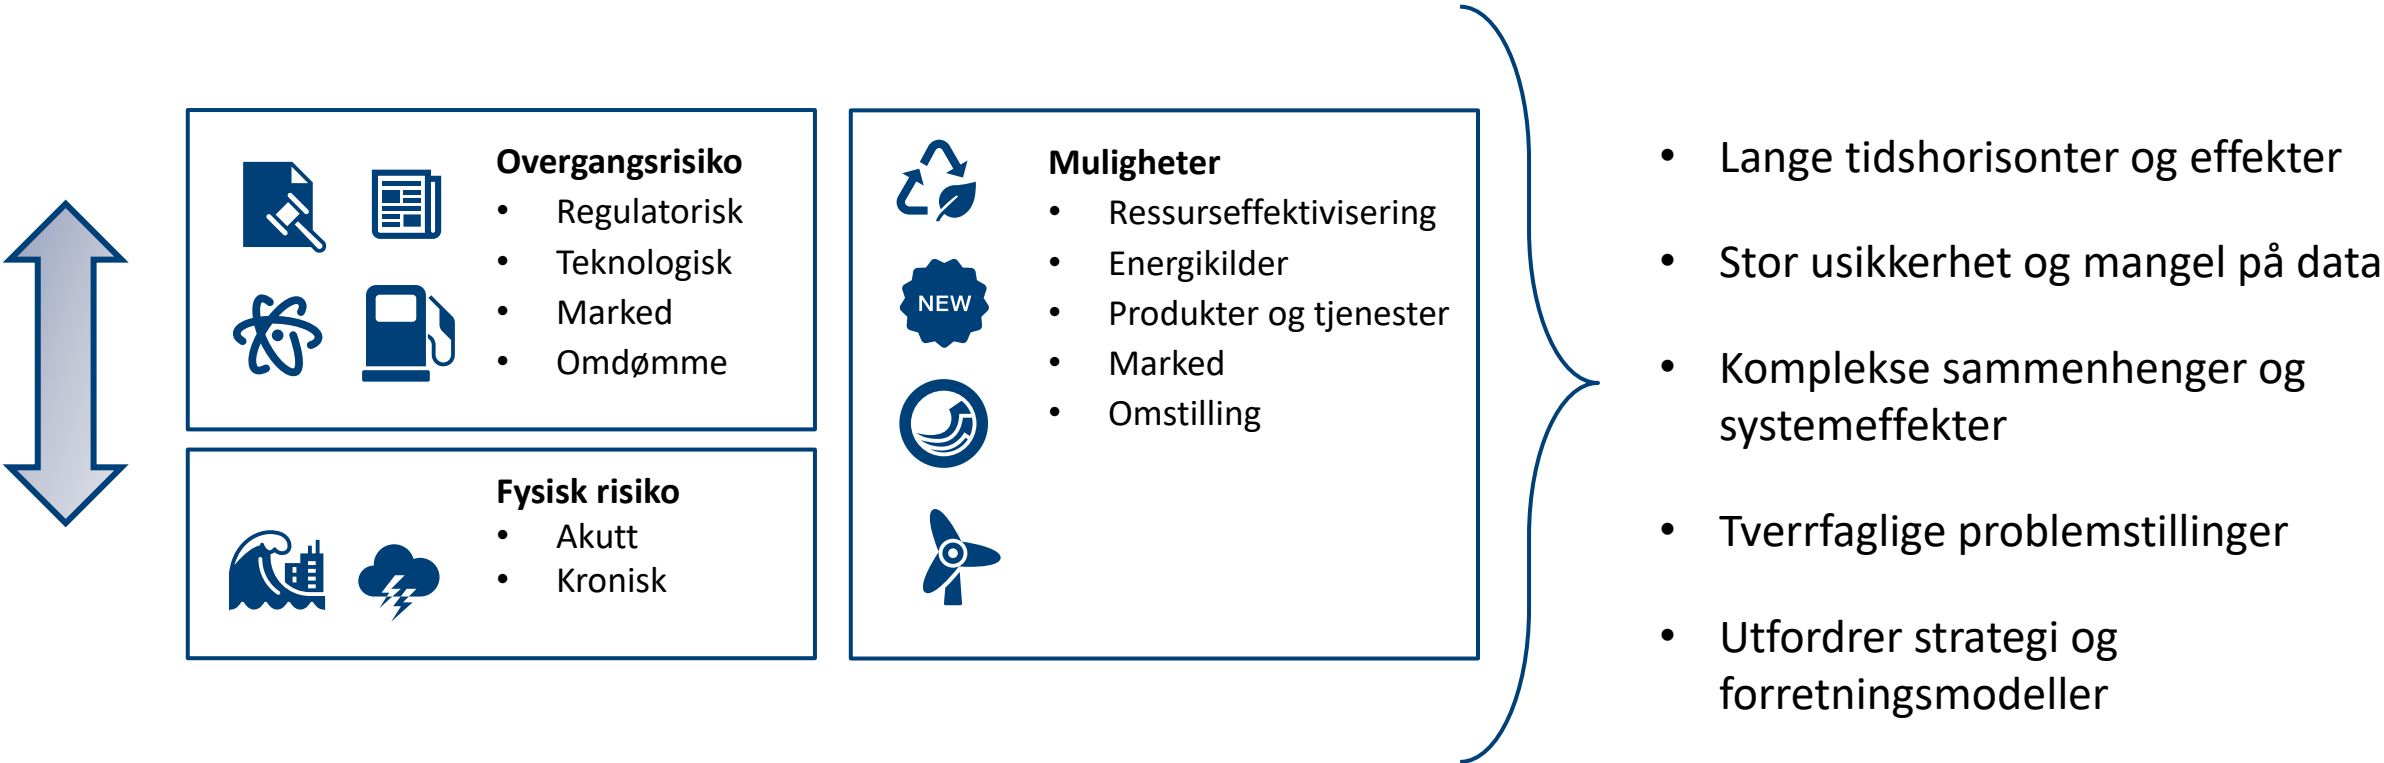 Overgangsrisiko
• Regulatorisk
• Teknologisk
• Marked
• Omdømme
Fysisk risiko
• Akutt
• Kronisk
Muligheter
• Ressurseffektivisering
• Energikilder
NEW
• Produkter og tjenester
• Marked
• Omstilling
• Lange tidshorisonter og effekter
• Stor usikkerhet og mangel på data
• Komplekse sammenhenger og
systemeffekter
• Tverrfaglige problemstillinger
• Utfordrer strategi og
forretningsmodeller